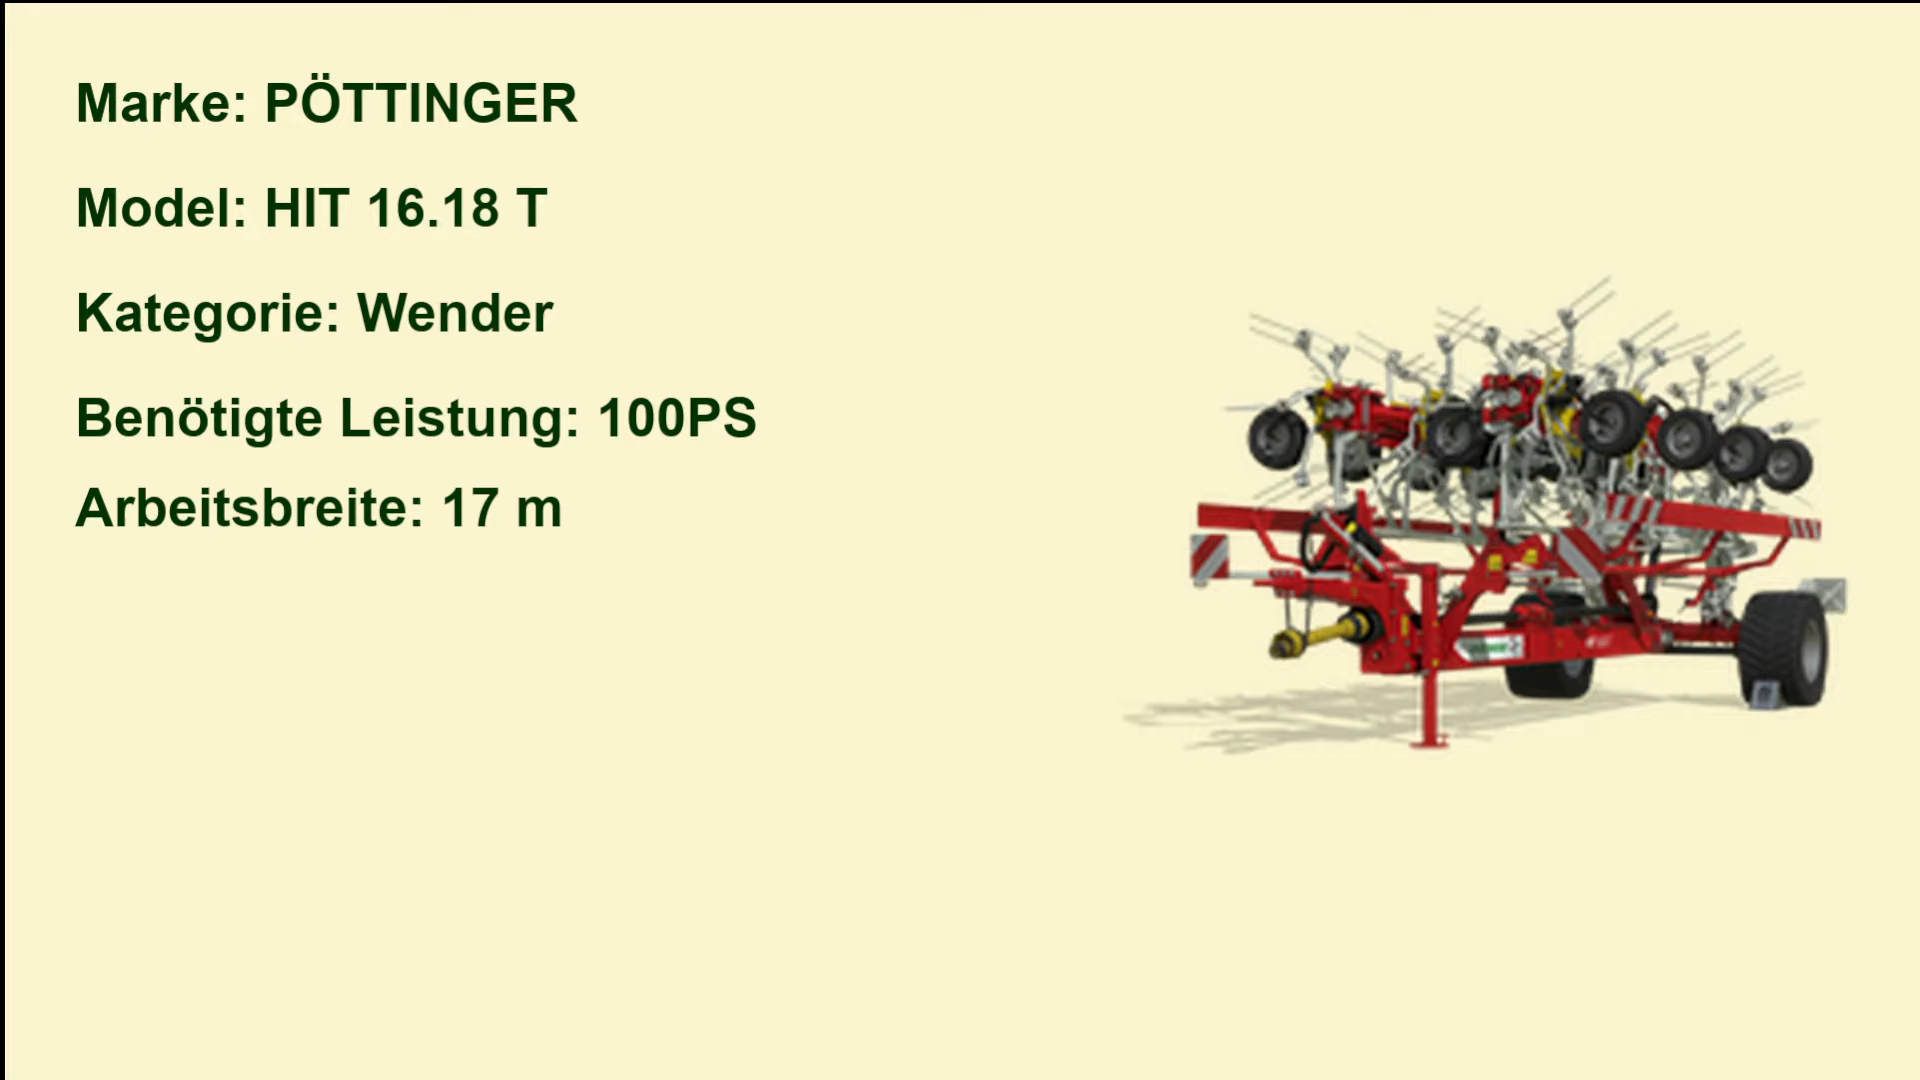 Marke: PÖTTINGER
Model: HIT 16.18 T
Kategorie: Wender
Benötigte Leistung: 100PS
Arbeitsbreite: 17 m